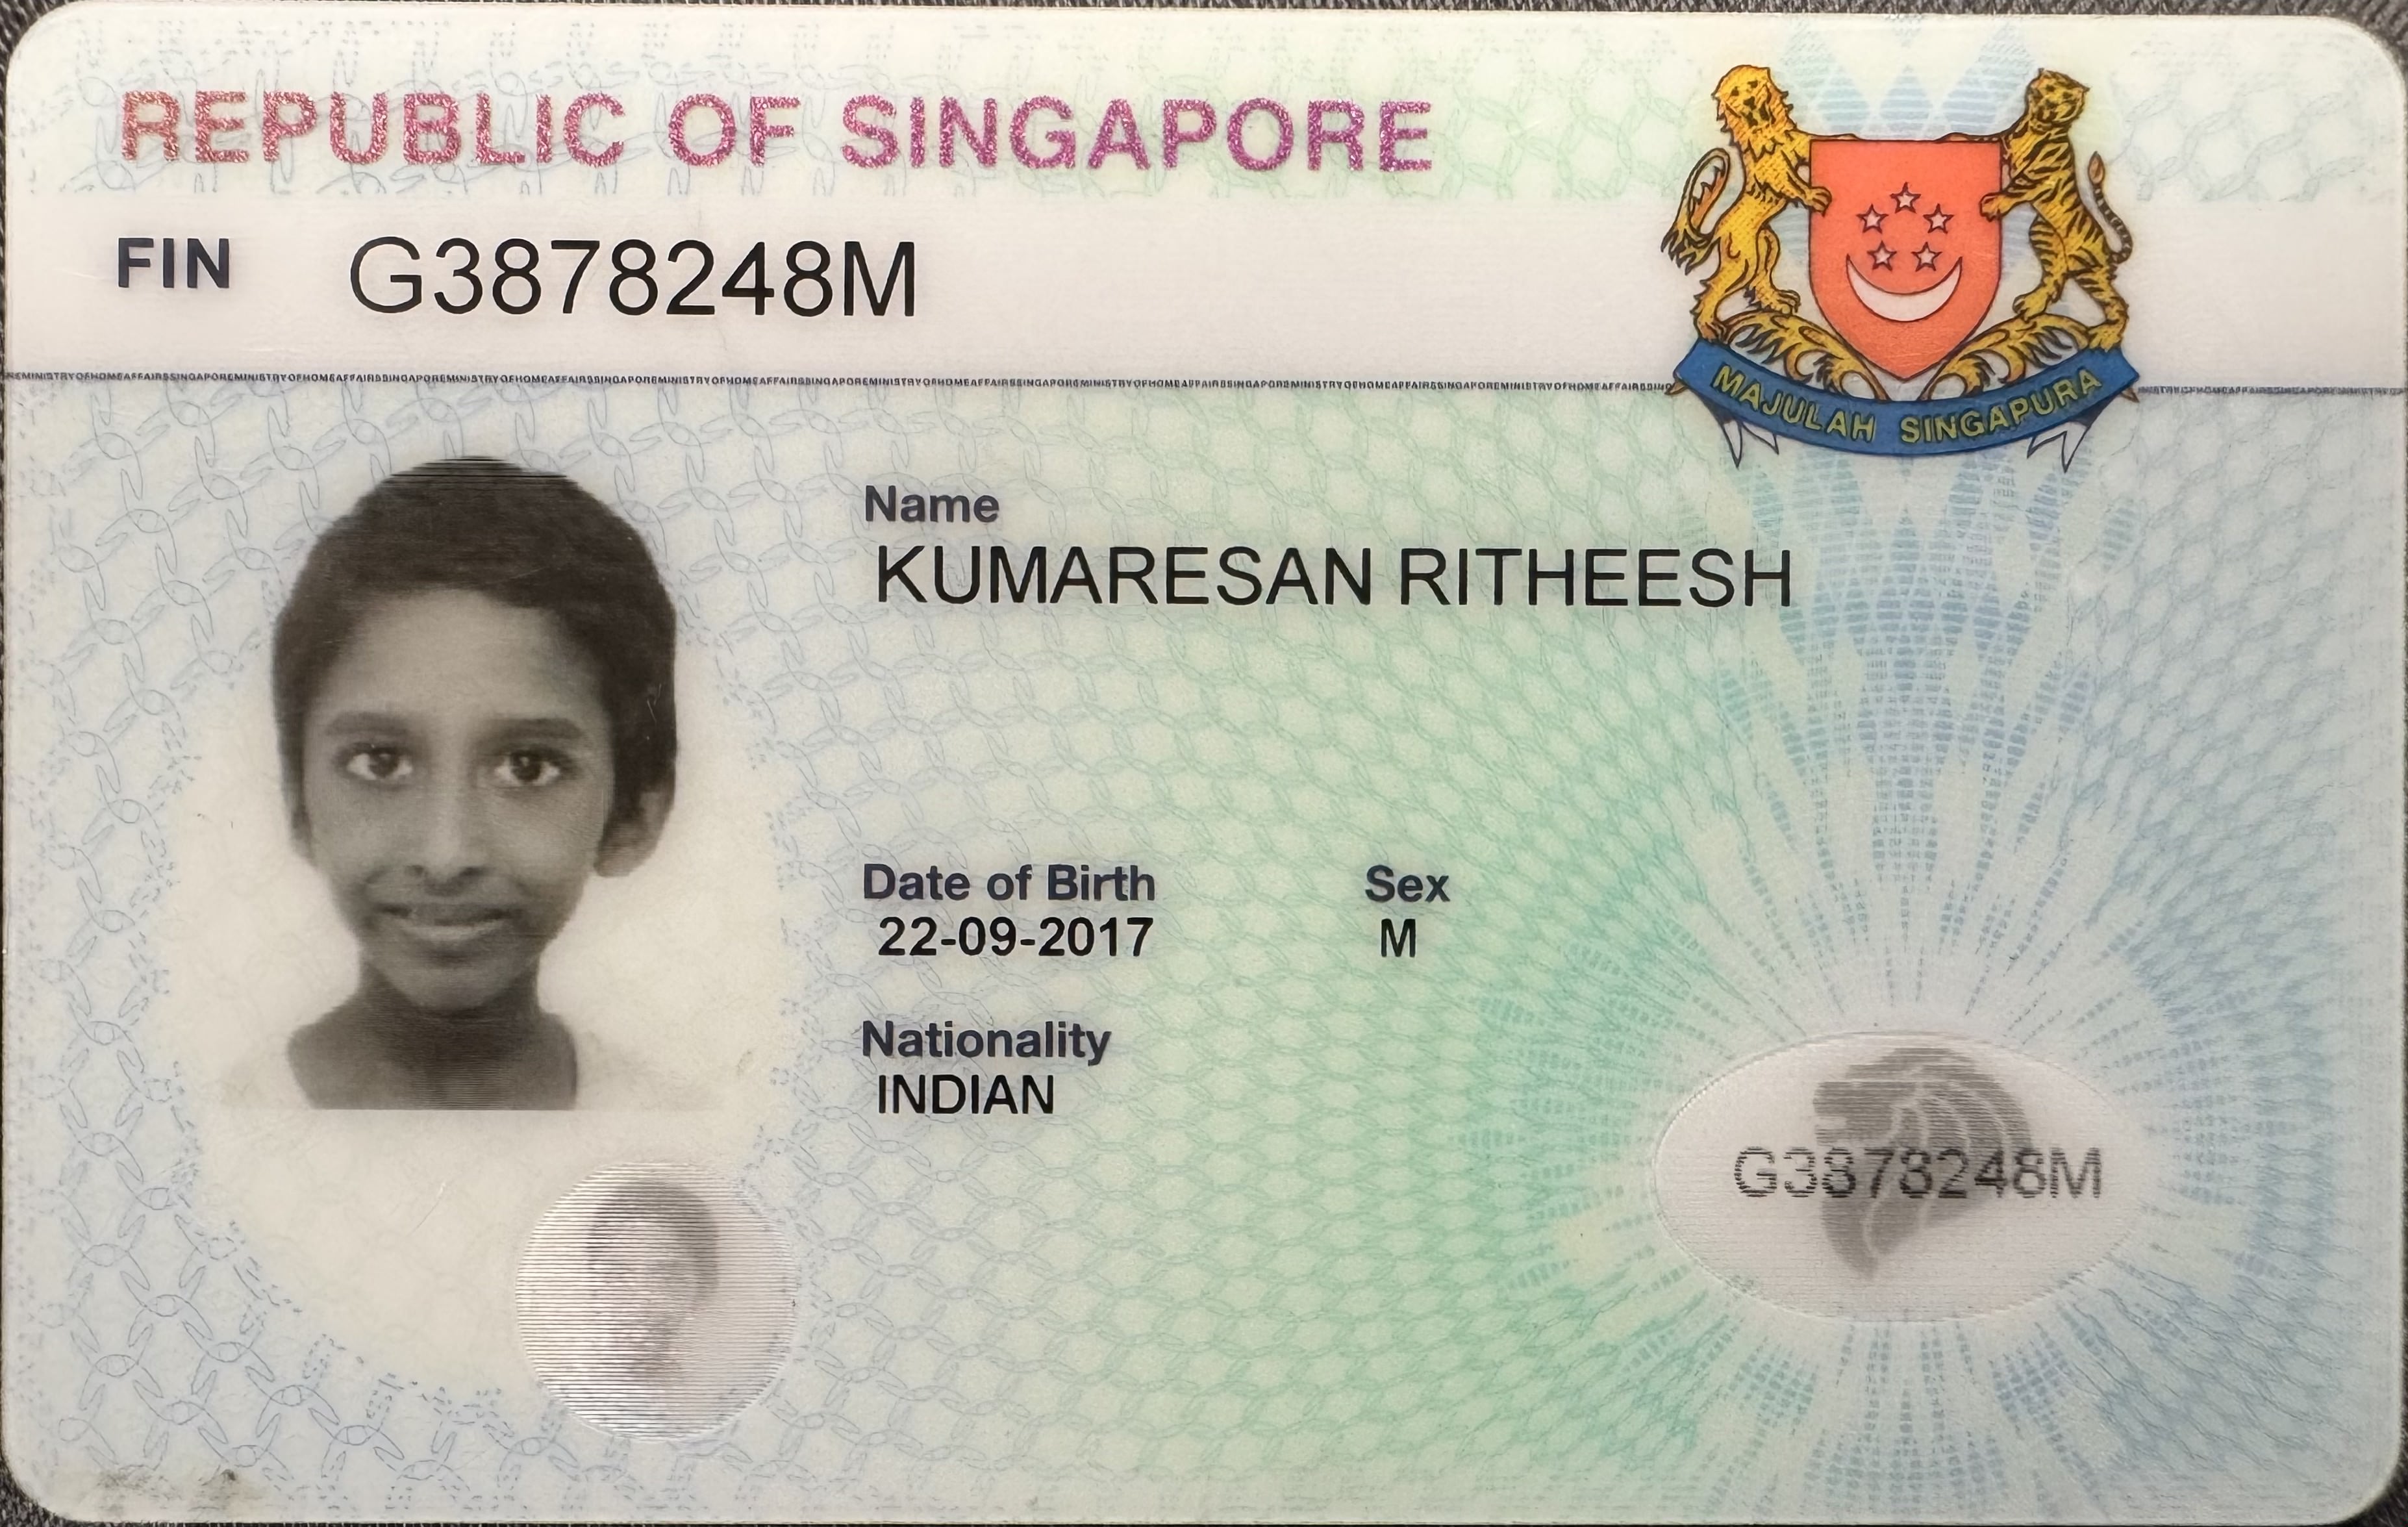 REPUBLIC OF SINGAPORE
FIN G3878248M
MAJULAH SINGAPURA
Name
KUMARESAN RITHEESH
Date of Birth Sex
22-09-2017 M
Nationality
INDIAN
G3878248M